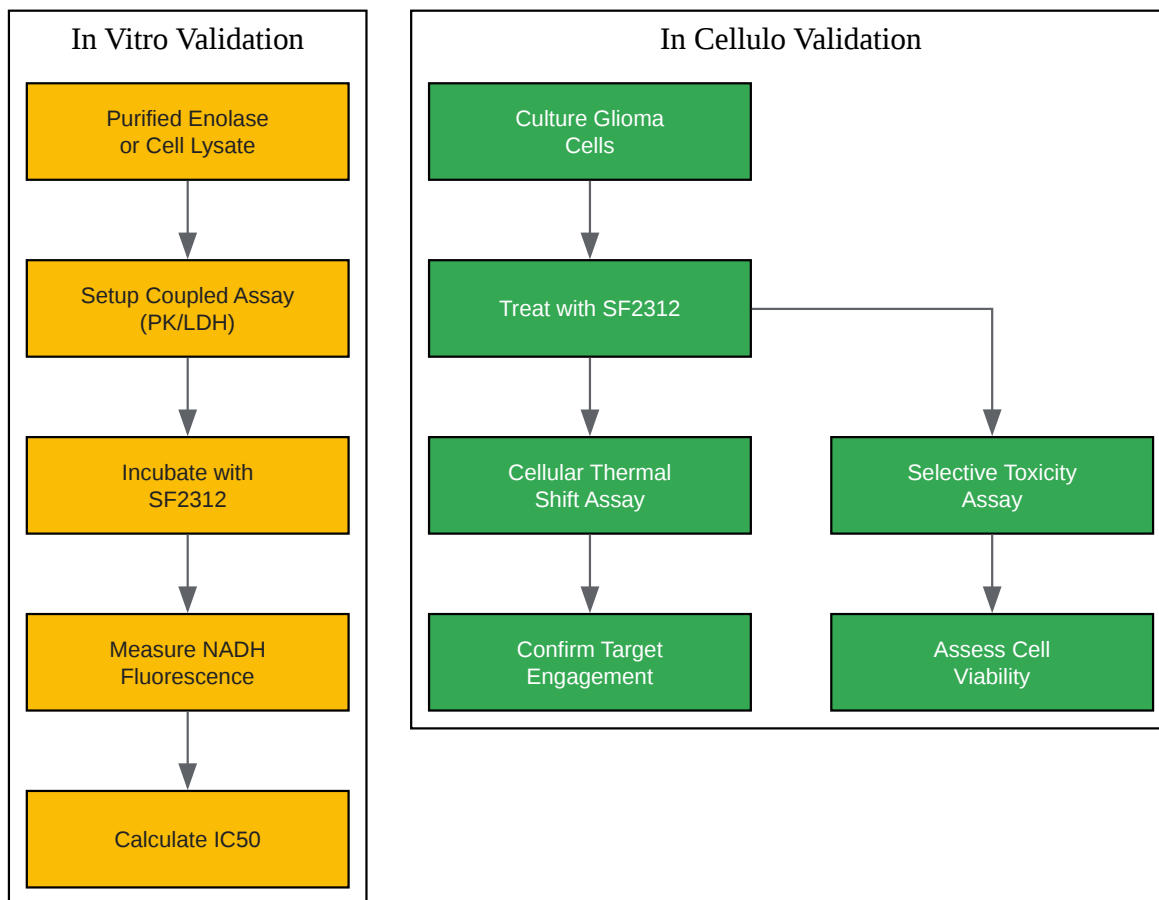 In Vitro Validation
Purified Enolase
or Cell Lysate
Setup Coupled Assay
(PK/LDH)
Incubate with
SF2312
Measure NADH
Fluorescence
Calculate IC50
In Cellulo Validation
Culture Glioma
Cells
Treat with SF2312
Cellular Thermal
Shift Assay
Confirm Target
Engagement
Selective Toxicity
Assay
Assess Cell
Viability